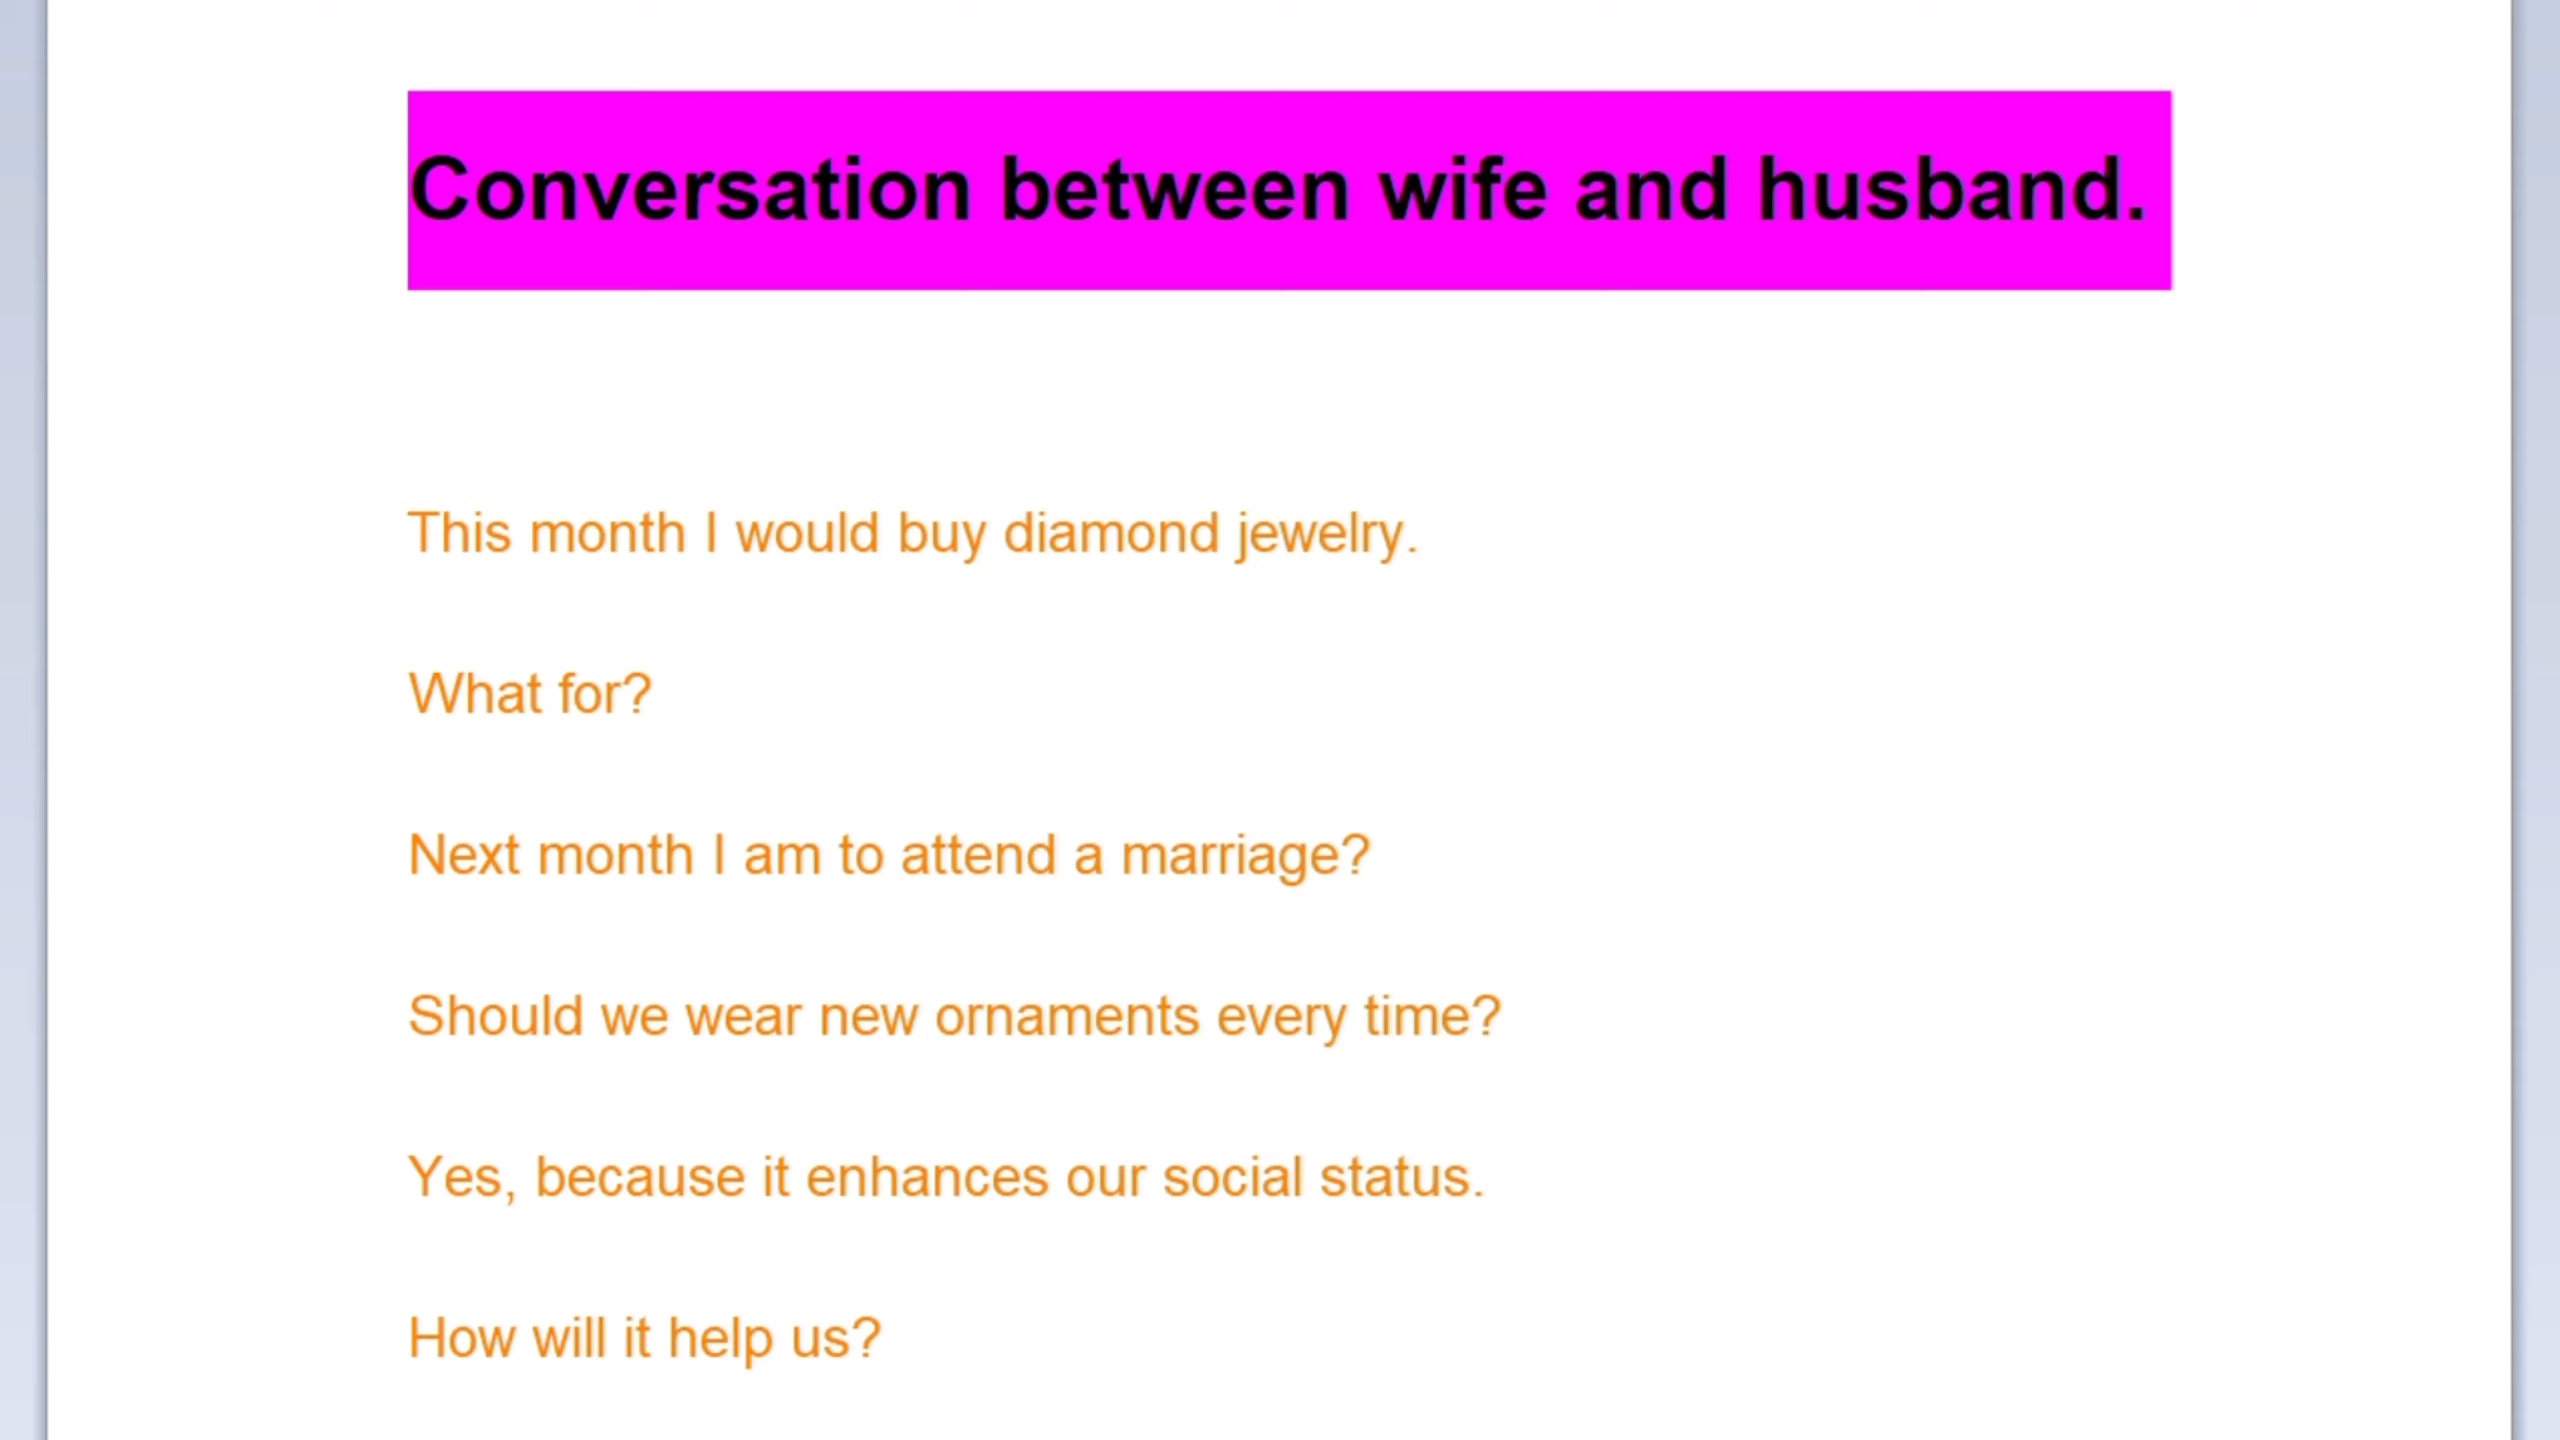 Conversation between wife and husband.
This month I would buy diamond jewelry.
What for?
Next month I am to attend a marriage?
Should we wear new ornaments every time?
Yes, because it enhances our social status.
How will it help us?